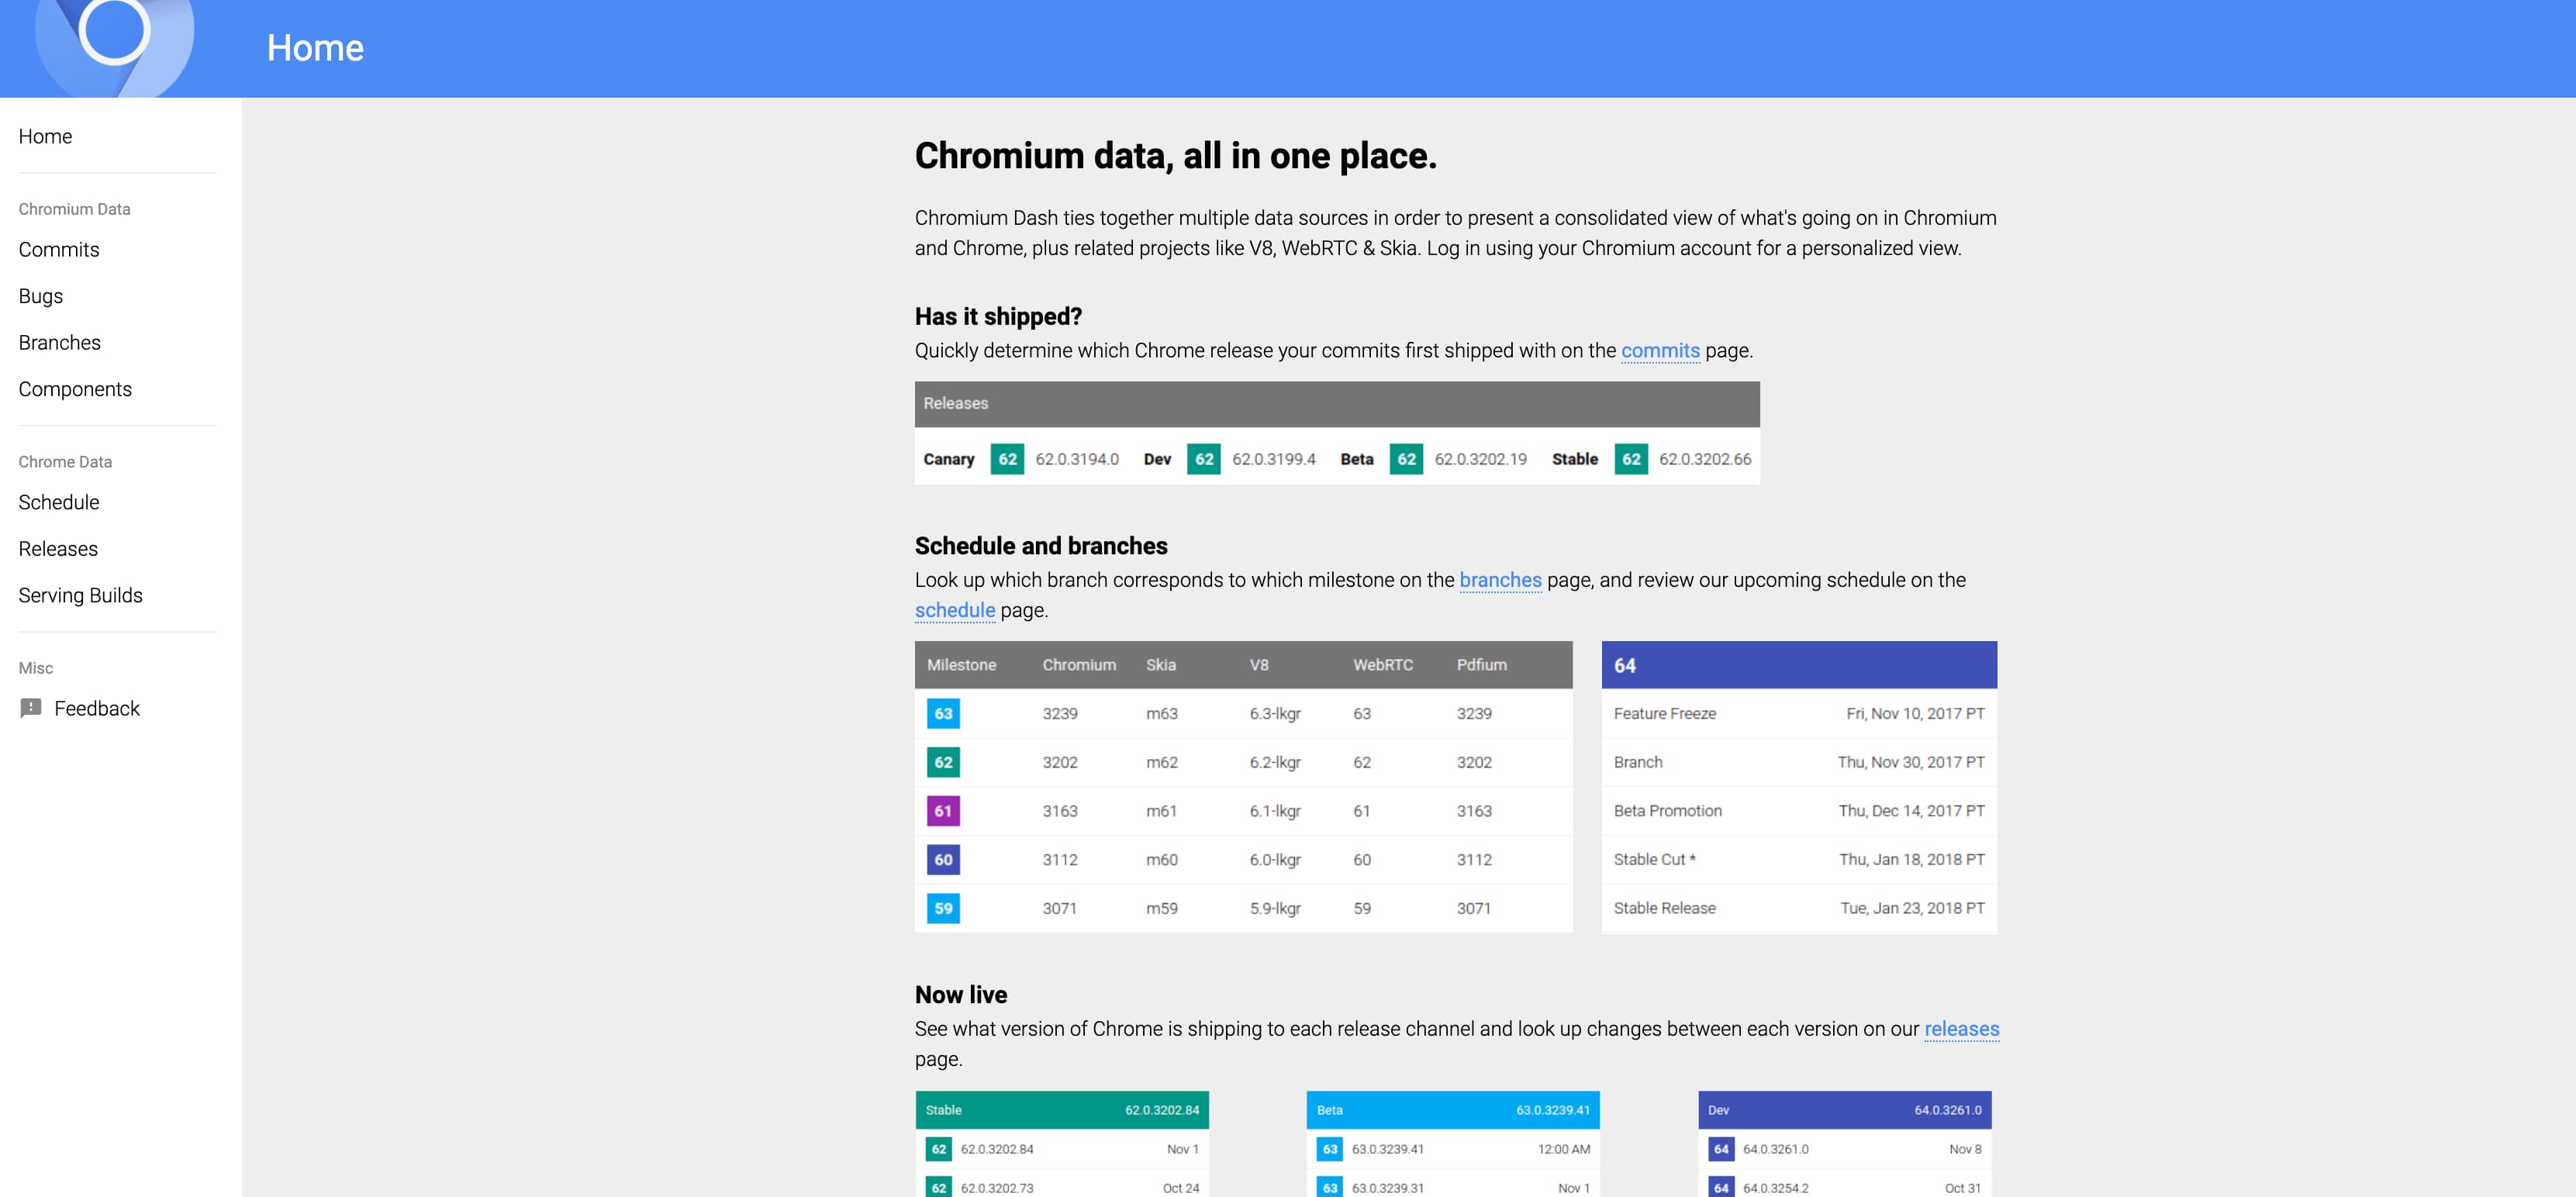 Home
Home
Chromium Data
Commits
Bugs
Branches
Components
Chrome Data
Schedule
Releases
Serving Builds
Misc
Feedback
Chromium data, all in one place.
Chromium Dash ties together multiple data sources in order to present a consolidated view of what's going on in Chromium
and Chrome, plus related projects like V8, WebRTC & Skia. Log in using your Chromium account for a personalized view.
Has it shipped?
Quickly determine which Chrome release your commits first shipped with on the commits page.
Releases
Canary 62 62.0.3194.0 Dev 62 62.0.3199.4 Beta 62 62.0.3202.19 Stable 62 62.0.3202.66
Schedule and branches
Look up which branch corresponds to which milestone on the branches page, and review our upcoming schedule on the
schedule page.
Milestone Chromium Skia V8 WebRTC Pdfium
63 3239 m63 6.3-lkgr 63 3239
62 3202 m62 6.2-lkgr 62 3202
61 3163 m61 6.1-lkgr 61 3163
60 3112 m60 6.0-lkgr 60 3112
59 3071 m59 5.9-lkgr 59 3071
64
Feature Freeze Fri, Nov 10, 2017 PT
Branch Thu, Nov 30, 2017 PT
Beta Promotion Thu, Dec 14, 2017 PT
Stable Cut * Thu, Jan 18, 2018 PT
Stable Release Tue, Jan 23, 2018 PT
Now live
See what version of Chrome is shipping to each release channel and look up changes between each version on our releases
page.
Stable 62.0.3202.84
62 62.0.3202.84 Nov 1
62 62.0.3202.73 Oct 24
Beta 63.0.3239.41
63 63.0.3239.41 12:00 AM
63 63.0.3239.31 Nov 1
Dev 64.0.3261.0
64 64.0.3261.0 Nov 8
64 64.0.3254.2 Oct 31